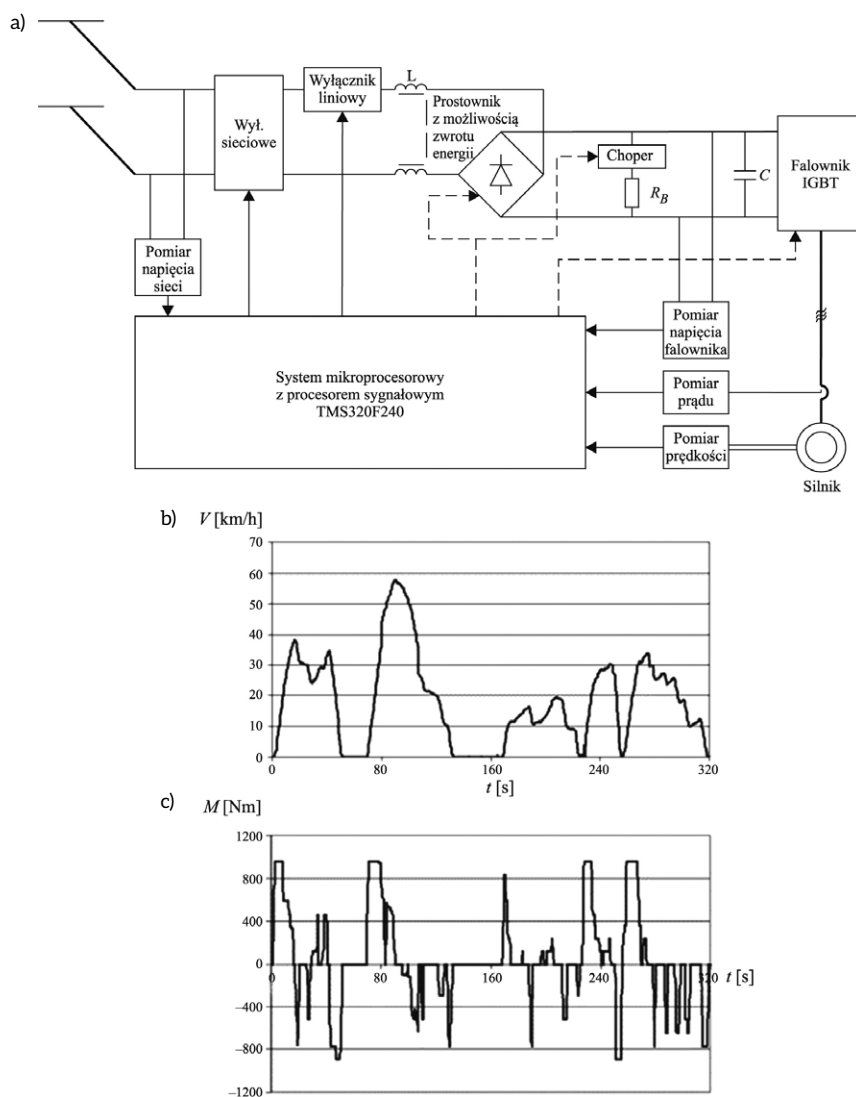 a)
L
Wyłącznik
liniowy
Wył.
sieciowe
Prostownik
z możliwością
zwrotu
energii
Choper
R_B
C
Falownik
IGBT
Pomiar
napięcia
sieci
Pomiar
napięcia
falownika
System mikroprocesorowy
z procesorem sygnałowym
TMS320F240
Pomiar
prądu
Pomiar
prędkości
Silnik
b)
V [km/h]
70
60
50
40
30
20
10
0
0 80 160 240 320
t [s]
c)
M [Nm]
1200
800
400
0
0 80 160 240 320 t [s]
−400
−800
−1200